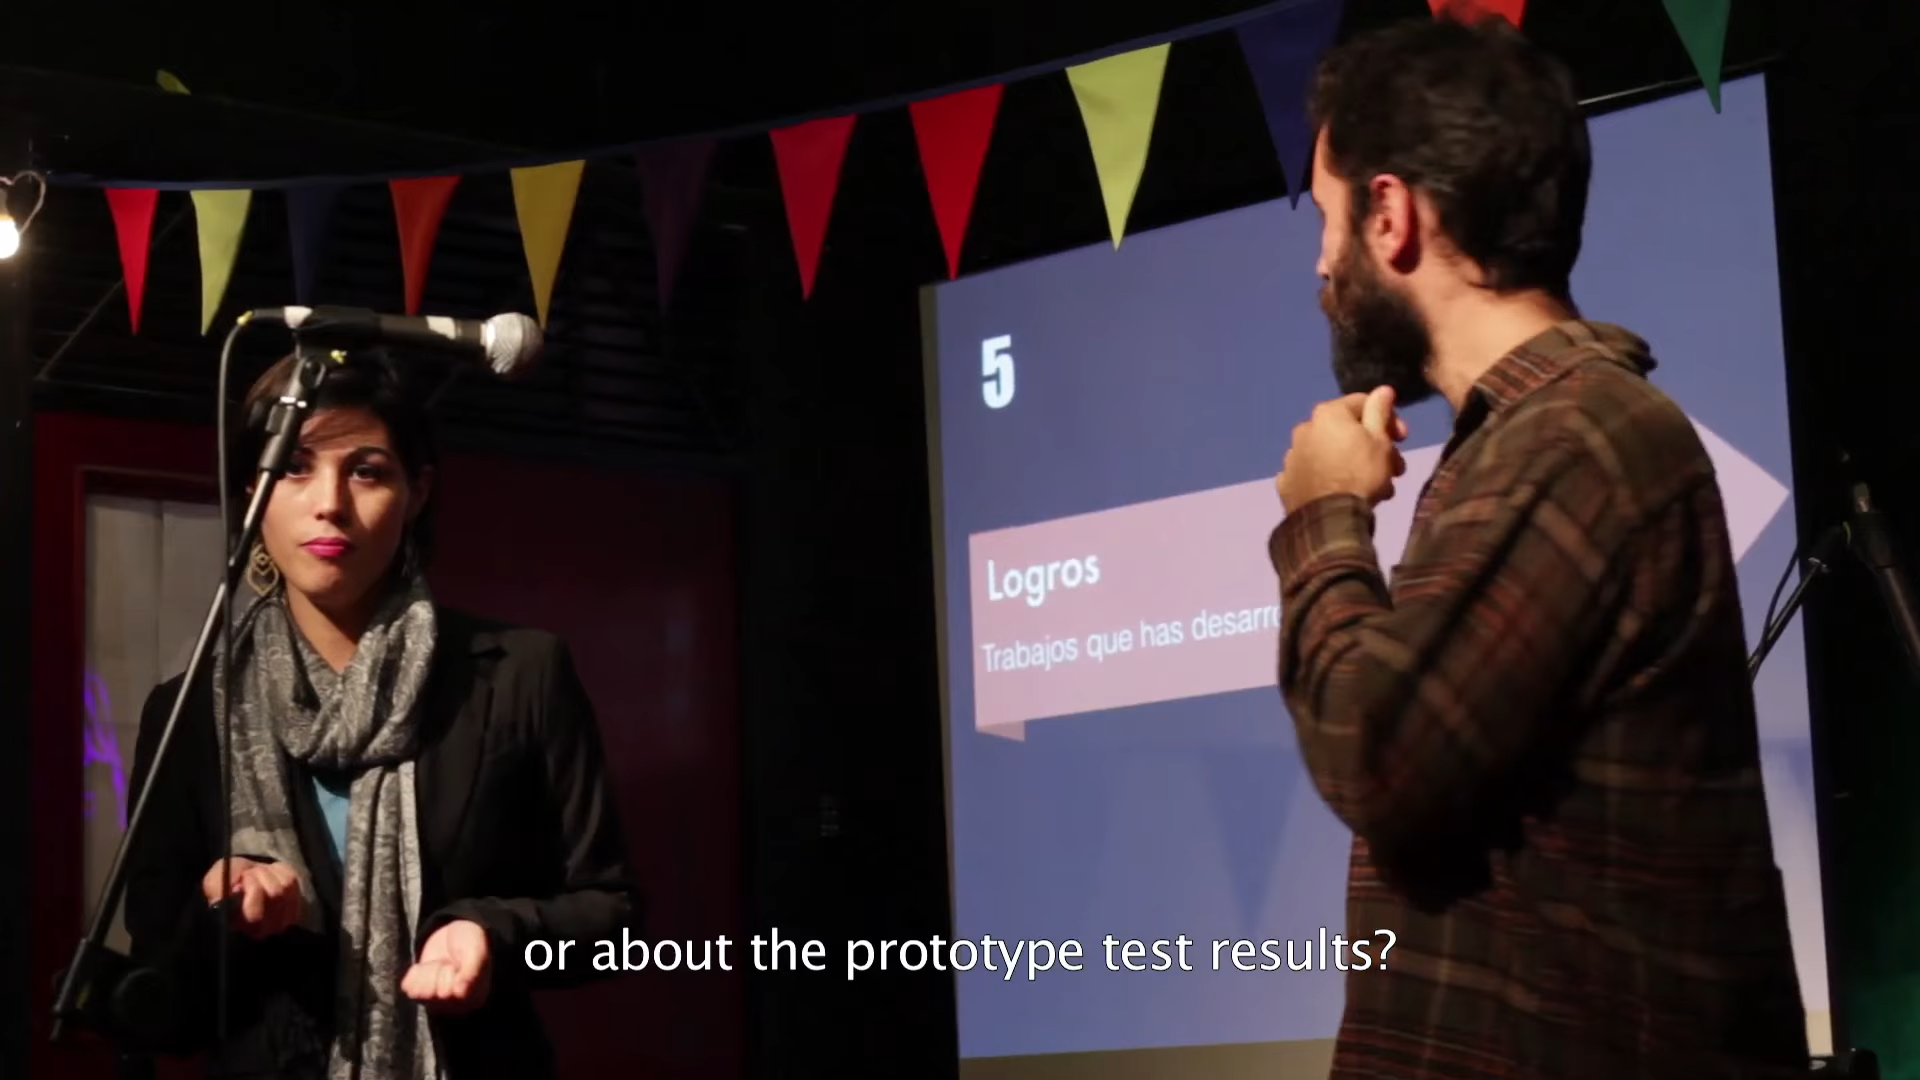 5
Logros
Trabajos que has
or about the prototype test results?